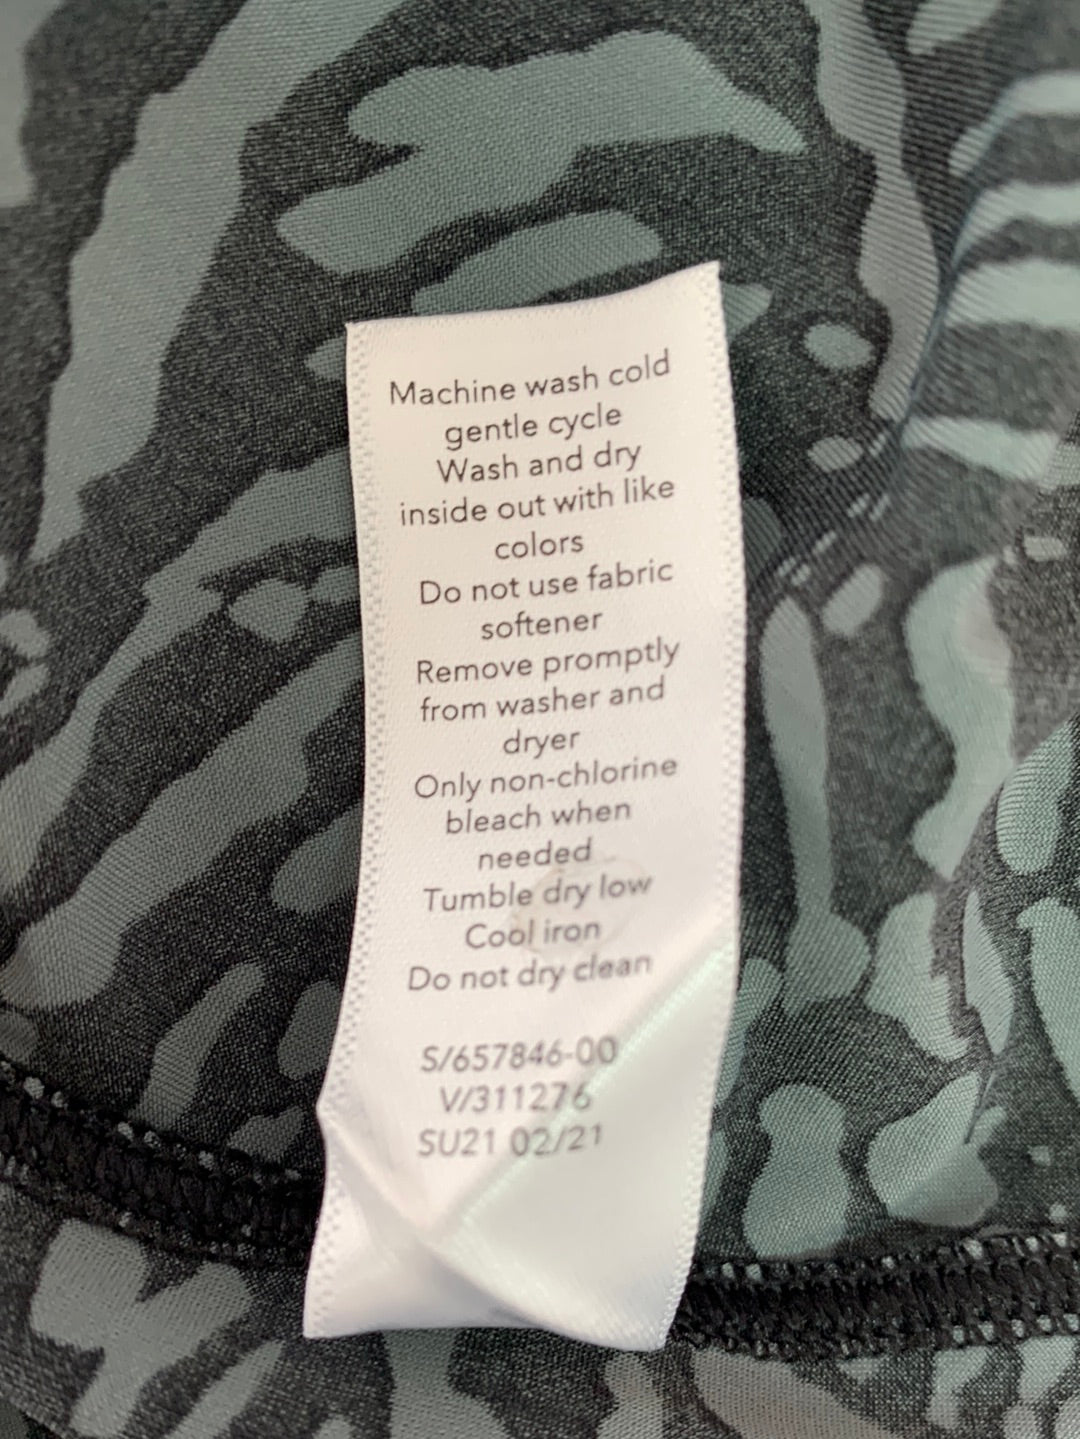 Machine wash cold
gentle cycle
Wash and dry
inside out with like
colors
Do not use fabric
softener
Remove promptly
from washer and
dryer
Only non-chlorine
bleach when
needed
Tumble dry low
Cool iron
Do not dry clean
S/657846-00
V/311276
SU21 02/21